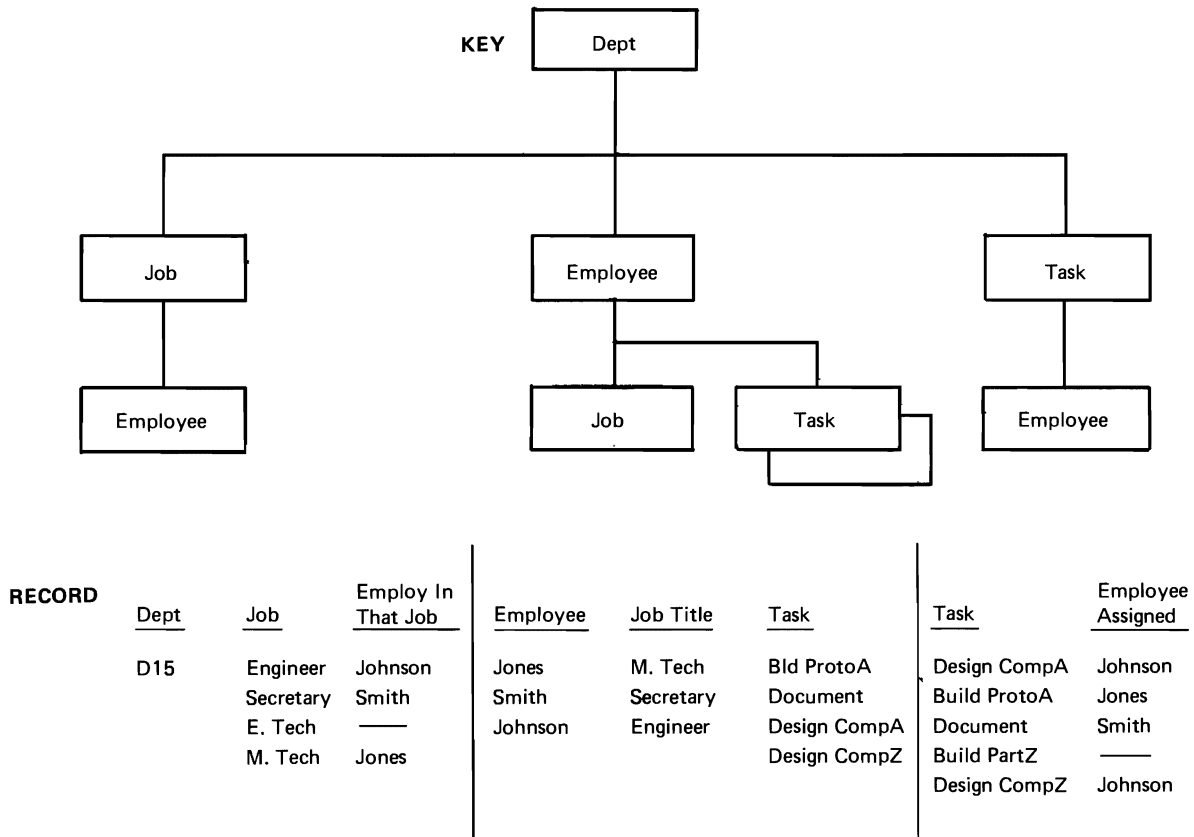 KEY
Dept
Job
Employee
Task
Employee
Job
Task
Employee
RECORD
Dept Job Employ In That Job Employee Job Title Task Task Employee Assigned
D15 Engineer Johnson Jones M. Tech Bld ProtoA Design CompA Johnson
Secretary Smith Smith Secretary Document Build ProtoA Jones
E. Tech —— Johnson Engineer Design CompA Document Smith
M. Tech Jones Design CompZ Build PartZ ——
Design CompZ Johnson